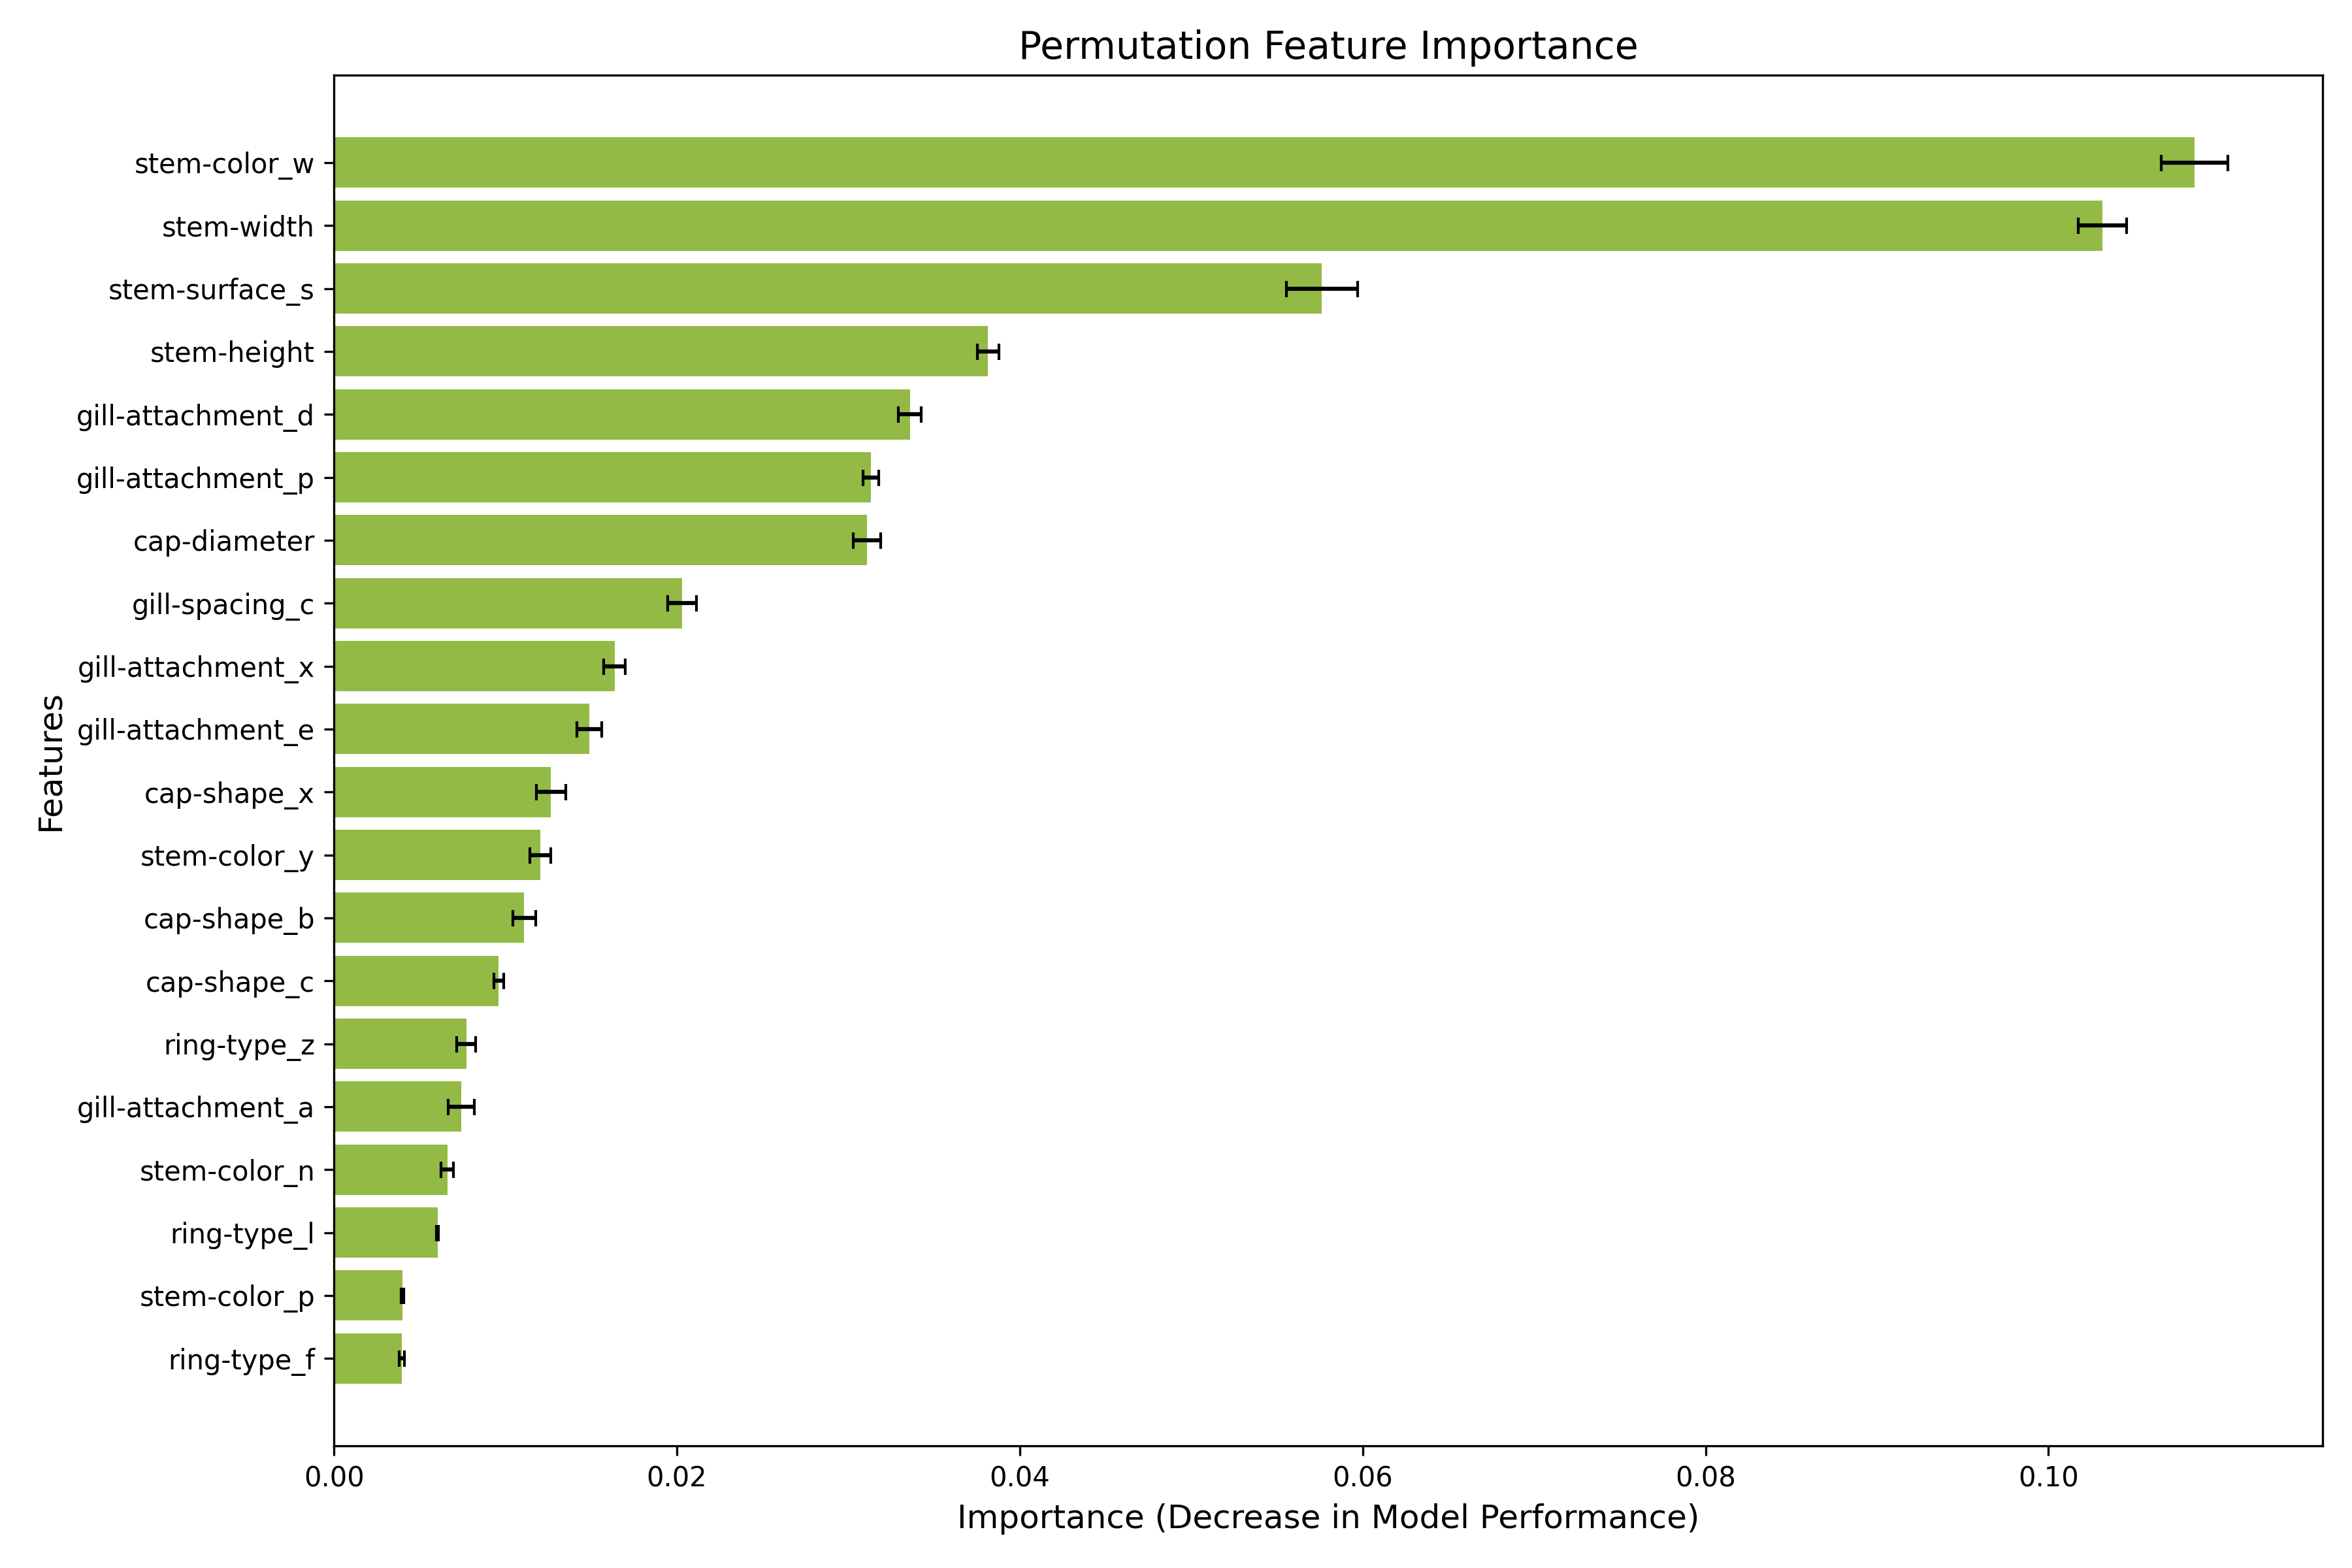 Permutation Feature Importance
stem-color_w
stem-width
stem-surface_s
stem-height
gill-attachment_d
gill-attachment_p
cap-diameter
gill-spacing_c
gill-attachment_x
gill-attachment_e
cap-shape_x
stem-color_y
cap-shape_b
cap-shape_c
ring-type_z
gill-attachment_a
stem-color_n
ring-type_l
stem-color_p
ring-type_f
Features
0.00 0.02 0.04 0.06 0.08 0.10
Importance (Decrease in Model Performance)